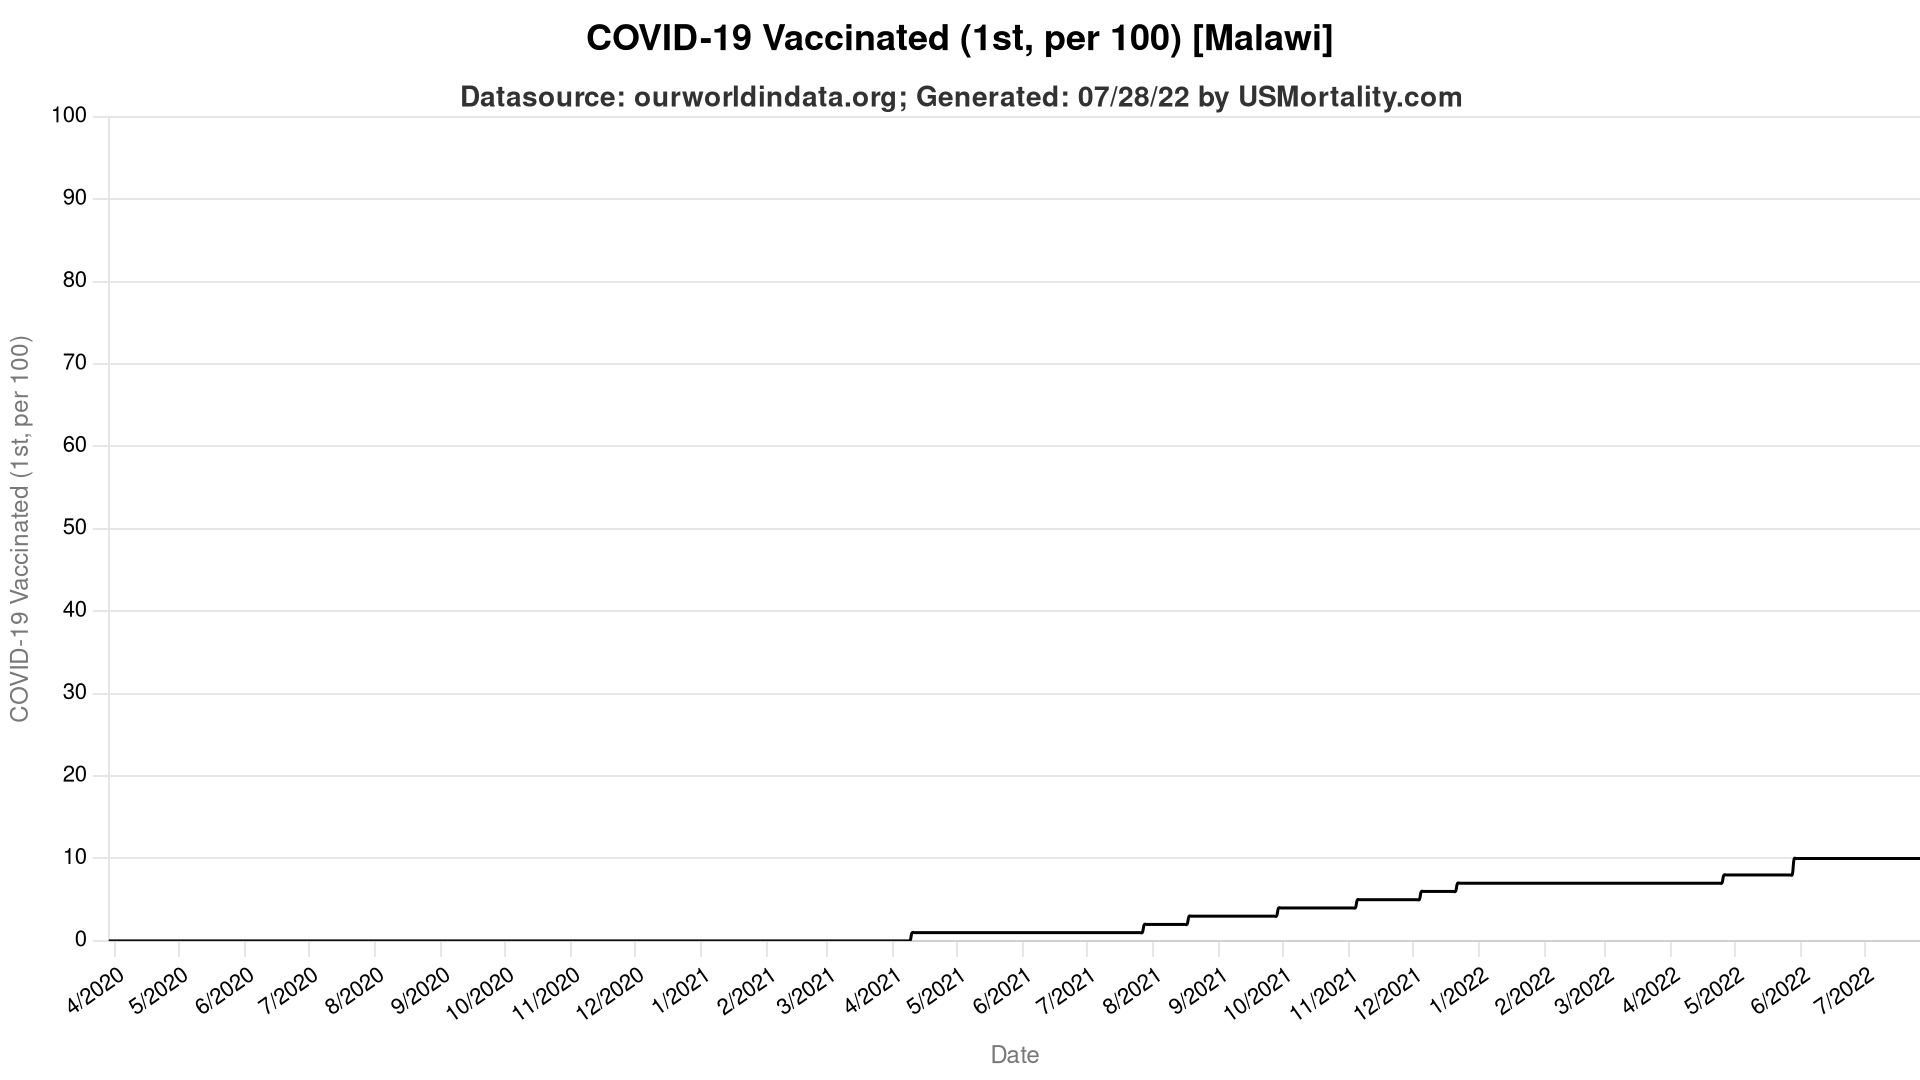 COVID-19 Vaccinated (1st, per 100) [Malawi]
Datasource: ourworldindata.org; Generated: 07/28/22 by USMortality.com
COVID-19 Vaccinated (1st, per 100)
100
90
80
70
60
50
40
30
20
10
0
4/2020 5/2020 6/2020 7/2020 8/2020 9/2020 10/2020 11/2020 12/2020 1/2021 2/2021 3/2021 4/2021 5/2021 6/2021 7/2021 8/2021 9/2021 10/2021 11/2021 12/2021 1/2022 2/2022 3/2022 4/2022 5/2022 6/2022 7/2022
Date